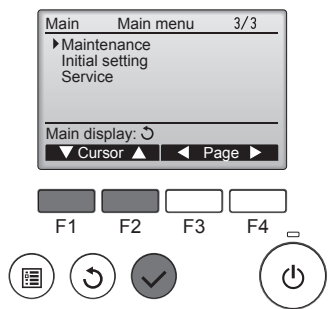 Main Main menu 3/3
Maintenance
Initial setting
Service
Main display:
Cursor Page
F1 F2 F3 F4